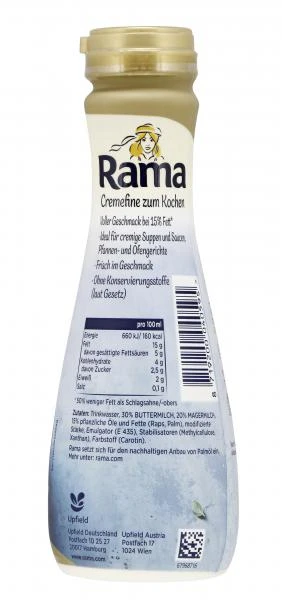 Rama
Cremefine zum Kochen
Voller Geschmack bei 15% Fett*
-Ideal für cremige Suppen und Saucen,
Pfannen- und Ofengerichte
-Frisch im Geschmack
-Ohne Konservierungsstoffe
(laut Gesetz)
pro 100ml
Energie 660 kJ/ 160 kcal
Fett 15 g
davon gesättigte Fettsäuren 5 g
Kohlenhydrate 4 g
davon Zucker 2,5 g
Eiweiß 2 g
Salz 0,1 g
*50% weniger Fett als Schlagsahne/-obers
Zutaten: Trinkwasser, 30% BUTTERMILCH, 20% MAGERMILCH,
15% pflanzliche Öle und Fette (Raps, Palm), modifizierte
Stärke, Emulgator (E 435), Stabilisatoren (Methylcellulose,
Xanthan), Farbstoff (Carotin).
Rama setzt sich für den nachhaltigen Anbau von Palmöl ein.
Mehr unter: rama.com
Upfield
Upfield Deutschland
Postfach 10 25 27
20017 Hamburg
www.rama.com
Upfield Austria
Postfach 17
1024 Wien
67968716